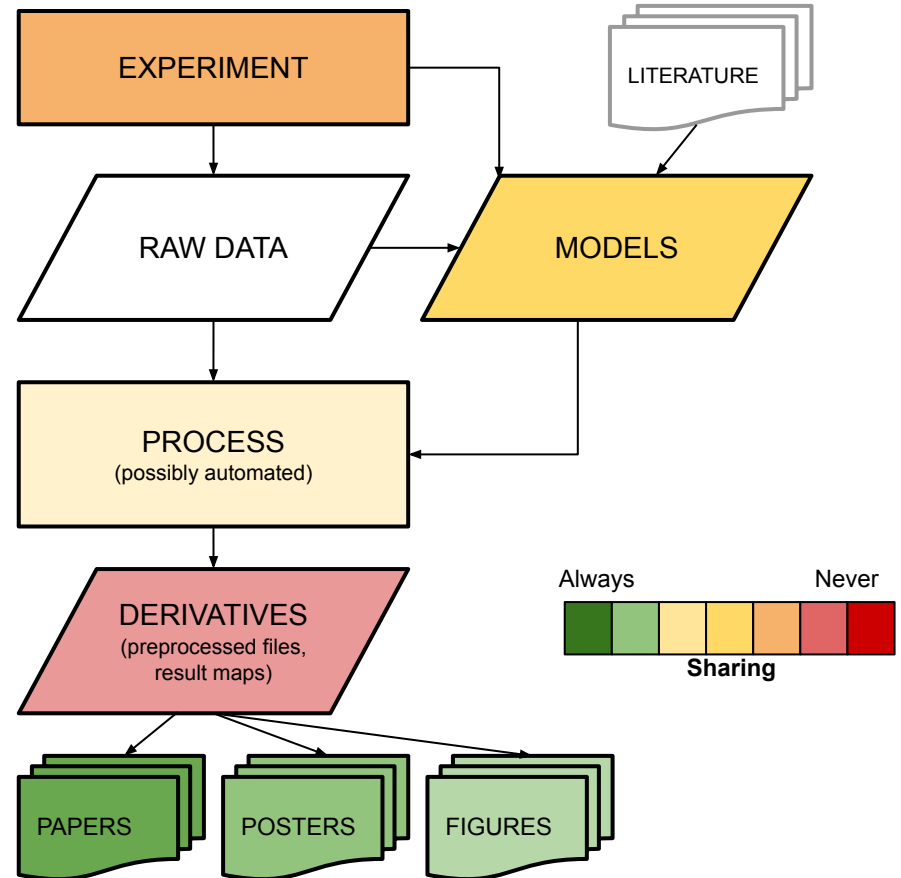 EXPERIMENT
LITERATURE
RAW DATA
MODELS
PROCESS
(possibly automated)
DERIVATIVES
(preprocessed files,
result maps)
Always
Never
Sharing
PAPERS
POSTERS
FIGURES